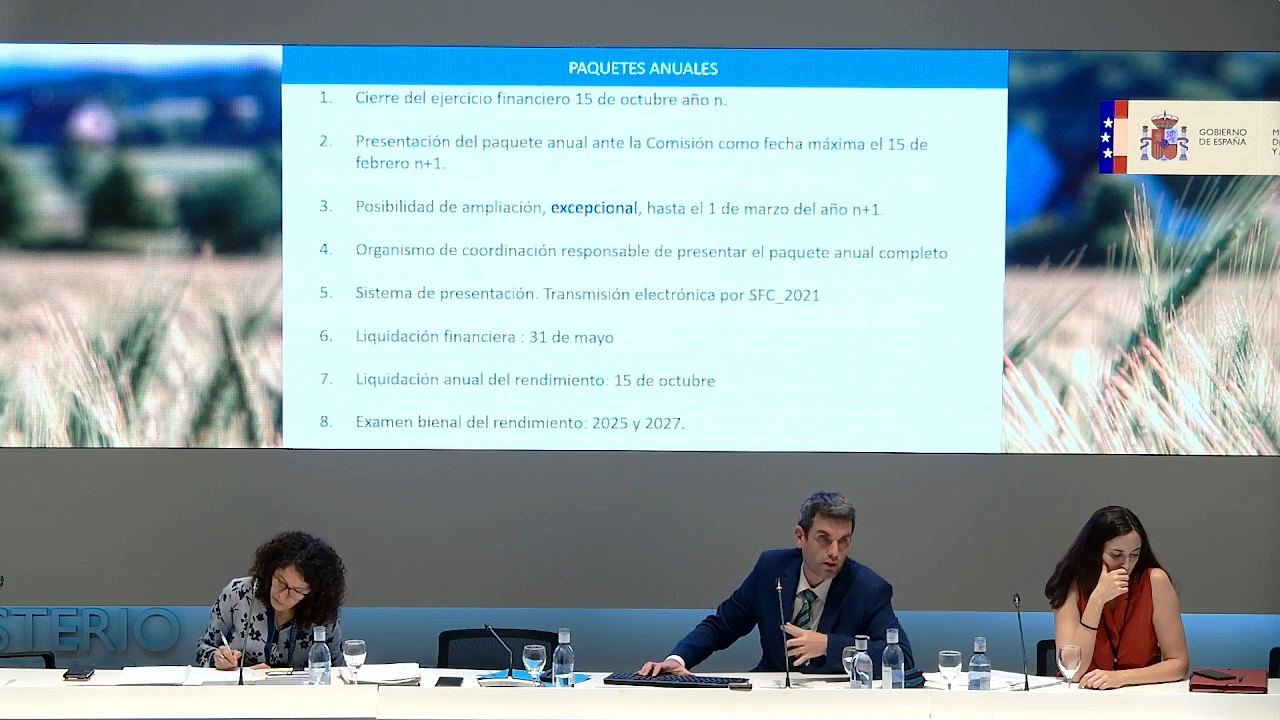 PAQUETES ANUALES
1. Cierre del ejercicio financiero 15 de octubre año n.
2. Presentación del paquete anual ante la Comisión como fecha máxima el 15 de
febrero n+1.
3. Posibilidad de ampliación, excepcional, hasta el 1 de marzo del año n+1.
4. Organismo de coordinación responsable de presentar el paquete anual completo
5. Sistema de presentación. Transmisión electrónica por SFC_2021
6. Liquidación financiera : 31 de mayo
7. Liquidación anual del rendimiento: 15 de octubre
8. Examen bienal del rendimiento: 2025 y 2027.
GOBIERNO
DE ESPAÑA
STERIO